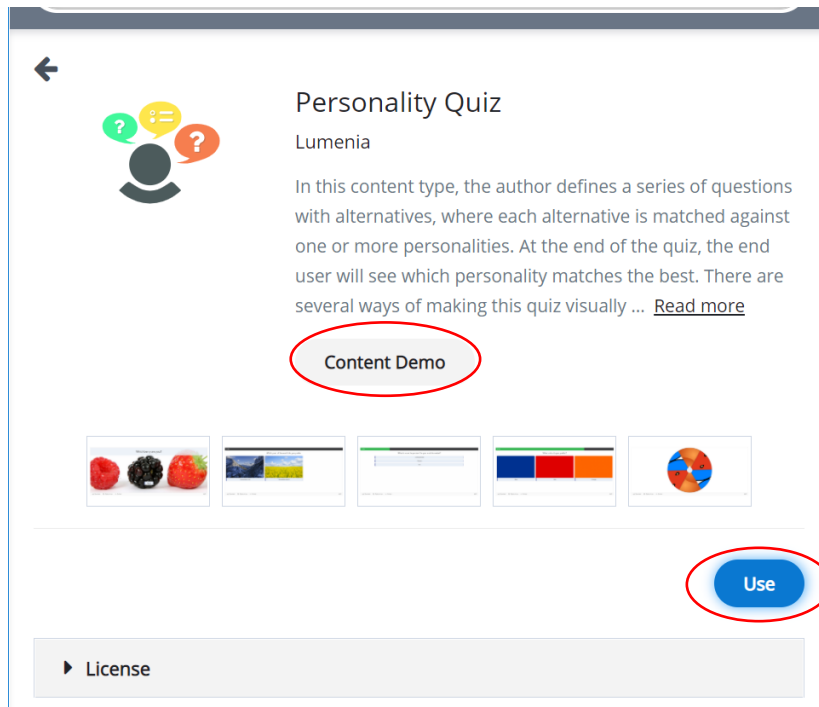 Personality Quiz
Lumenia
In this content type, the author defines a series of questions
with alternatives, where each alternative is matched against
one or more personalities. At the end of the quiz, the end
user will see which personality matches the best. There are
several ways of making this quiz visually ... Read more
Content Demo
Use
License